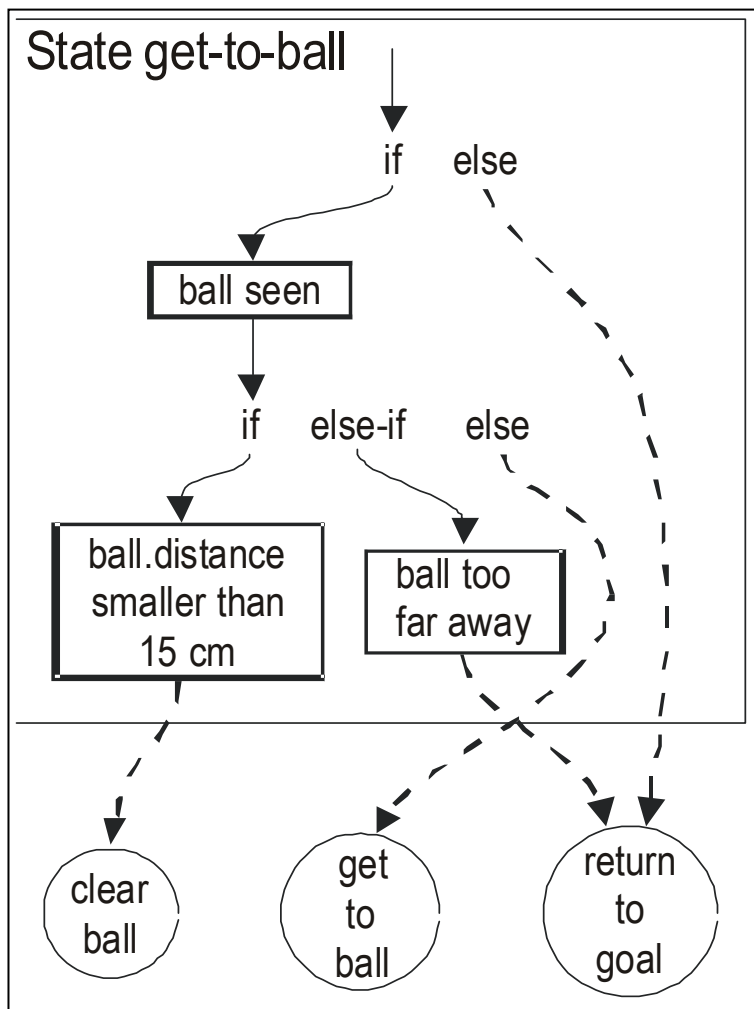 State get-to-ball
if else
ball seen
if else-if else
ball.distance
smaller than
15 cm
ball too
far away
clear
ball
get
to
ball
return
to
goal